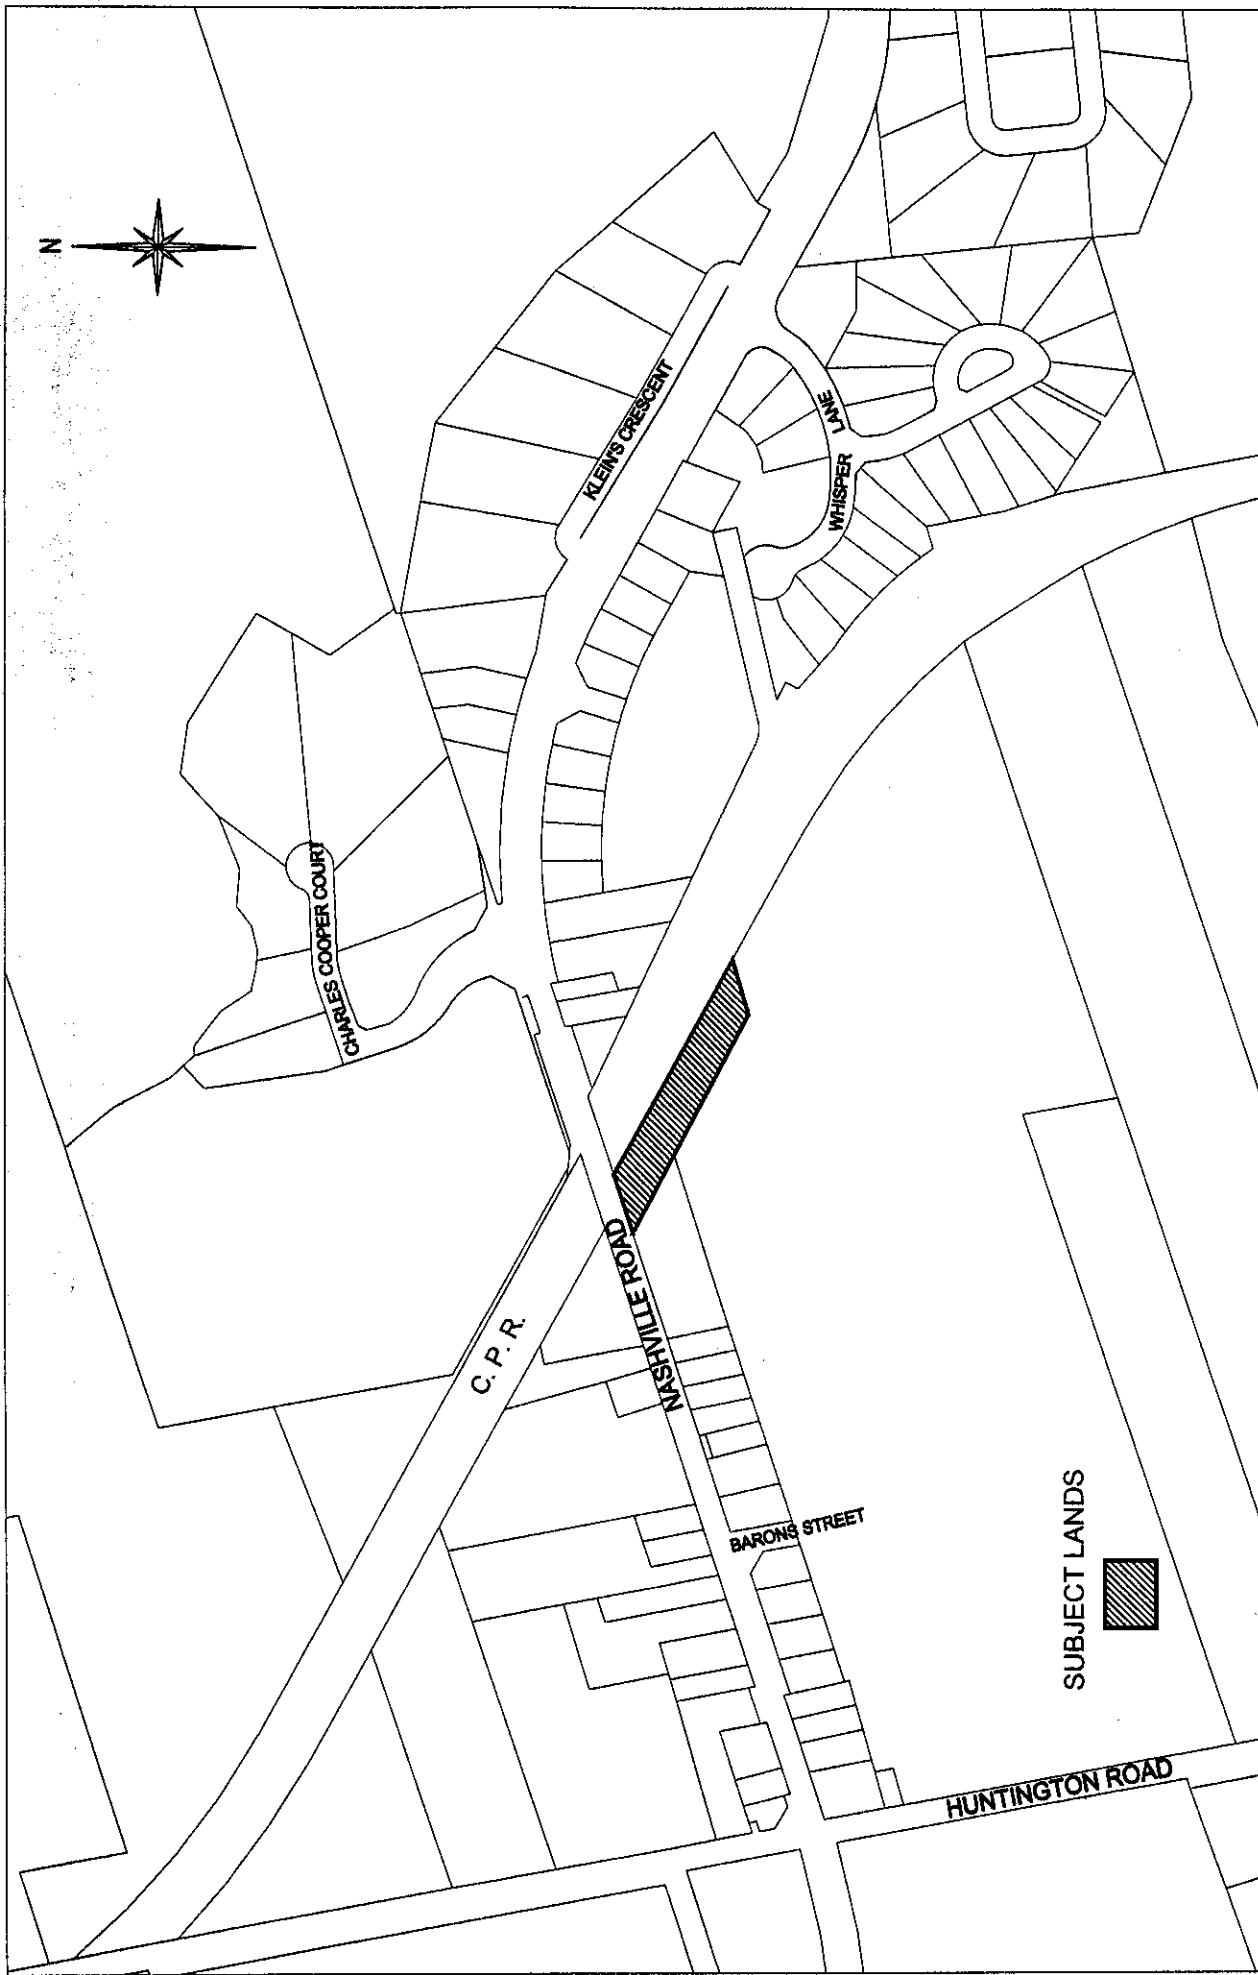 N
KLEIN'S CRESCENT
WHISPER LANE
CHARLES COOPER COURT
C. P. R.
NASHVILLE ROAD
BARONS STREET
SUBJECT LANDS
HUNTINGTON ROAD